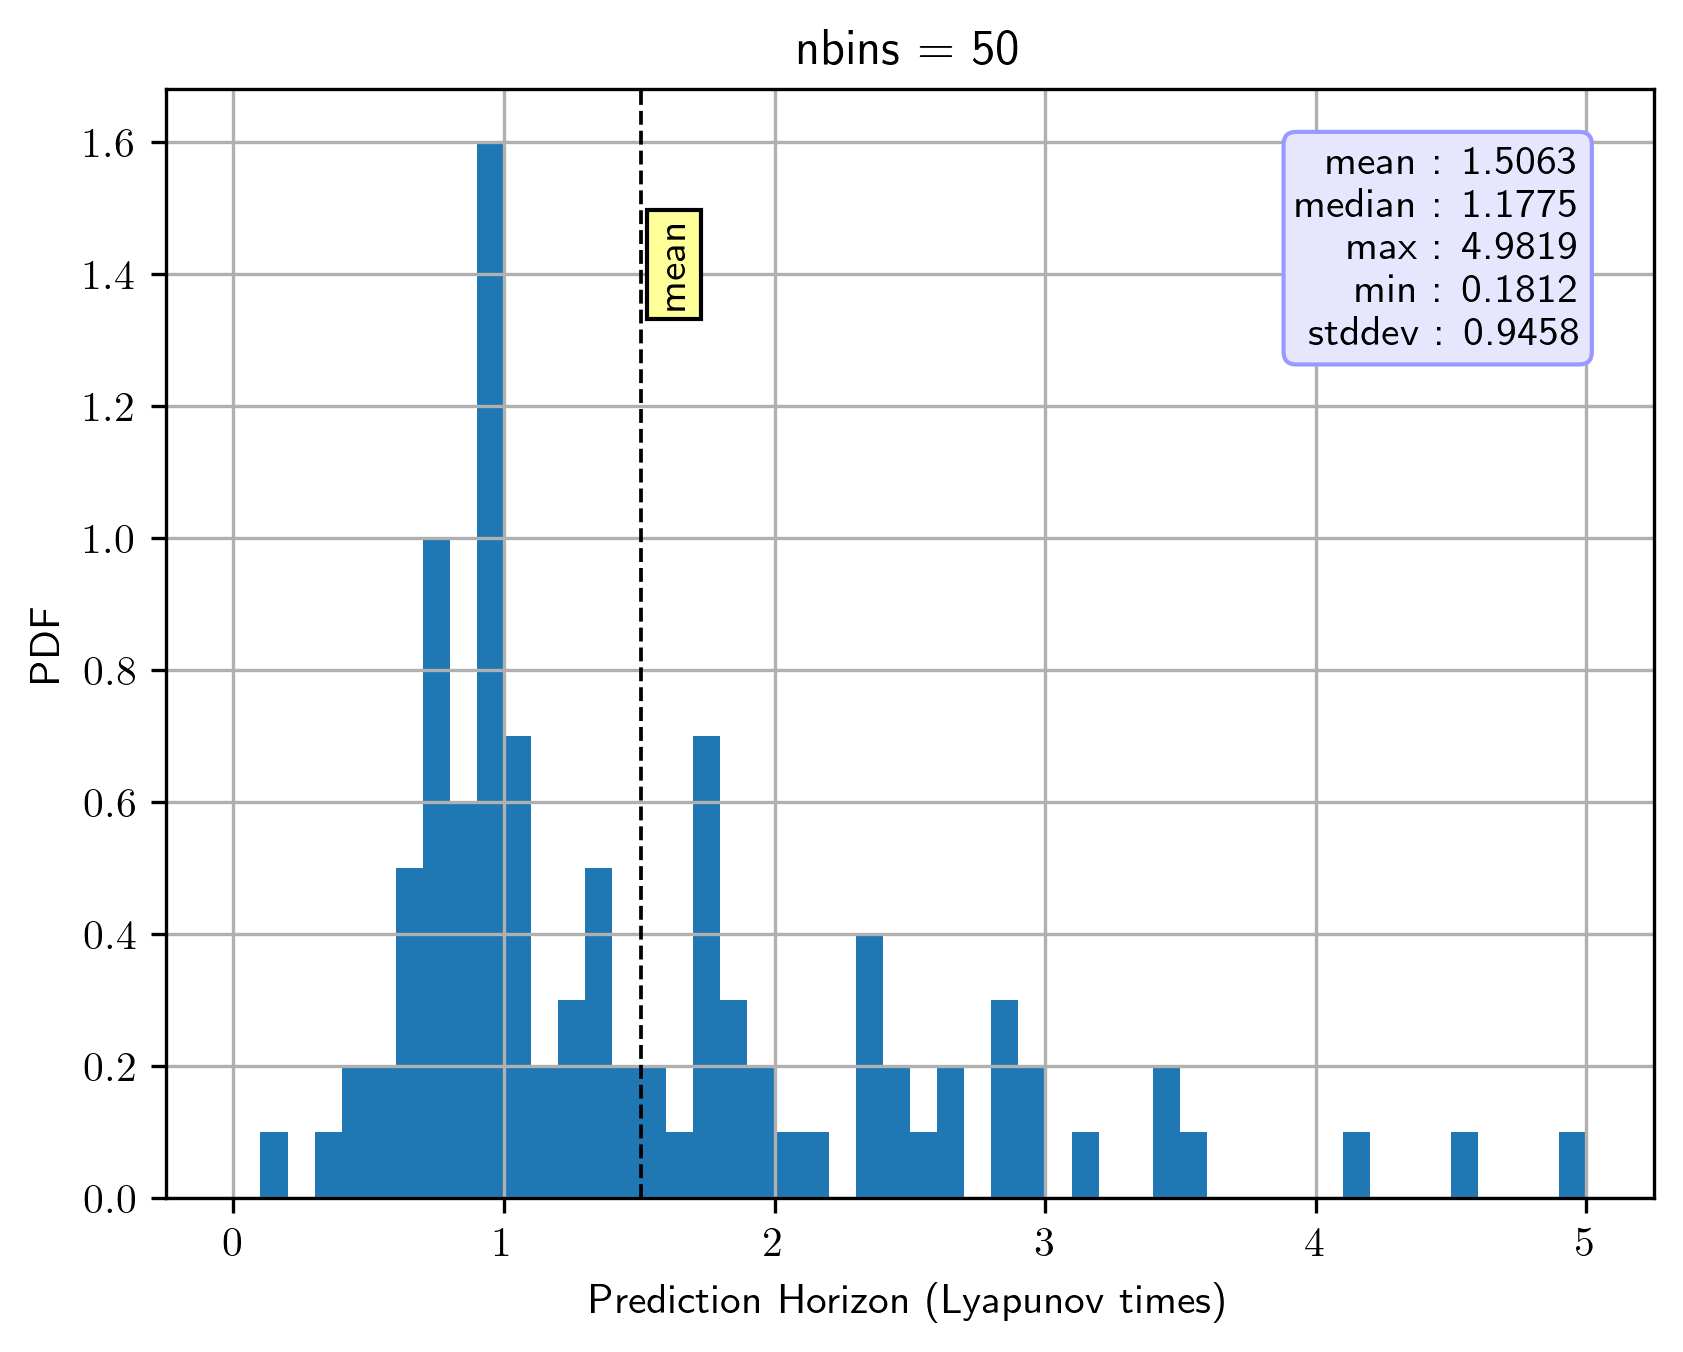 nbins = 50
1.6
1.4
1.2
1.0
0.8
0.6
0.4
0.2
0.0
PDF
mean
mean : 1.5063
median : 1.1775
max : 4.9819
min : 0.1812
stddev : 0.9458
0 1 2 3 4 5
Prediction Horizon (Lyapunov times)